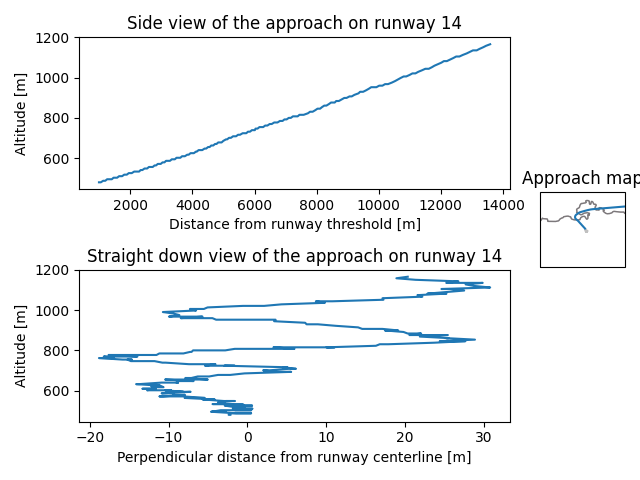 Side view of the approach on runway 14
1200
1000
800
600
Altitude [m]
2000 4000 6000 8000 10000 12000 14000
Distance from runway threshold [m]
Approach map
Straight down view of the approach on runway 14
1200
1000
800
600
Altitude [m]
−20 −10 0 10 20 30
Perpendicular distance from runway centerline [m]